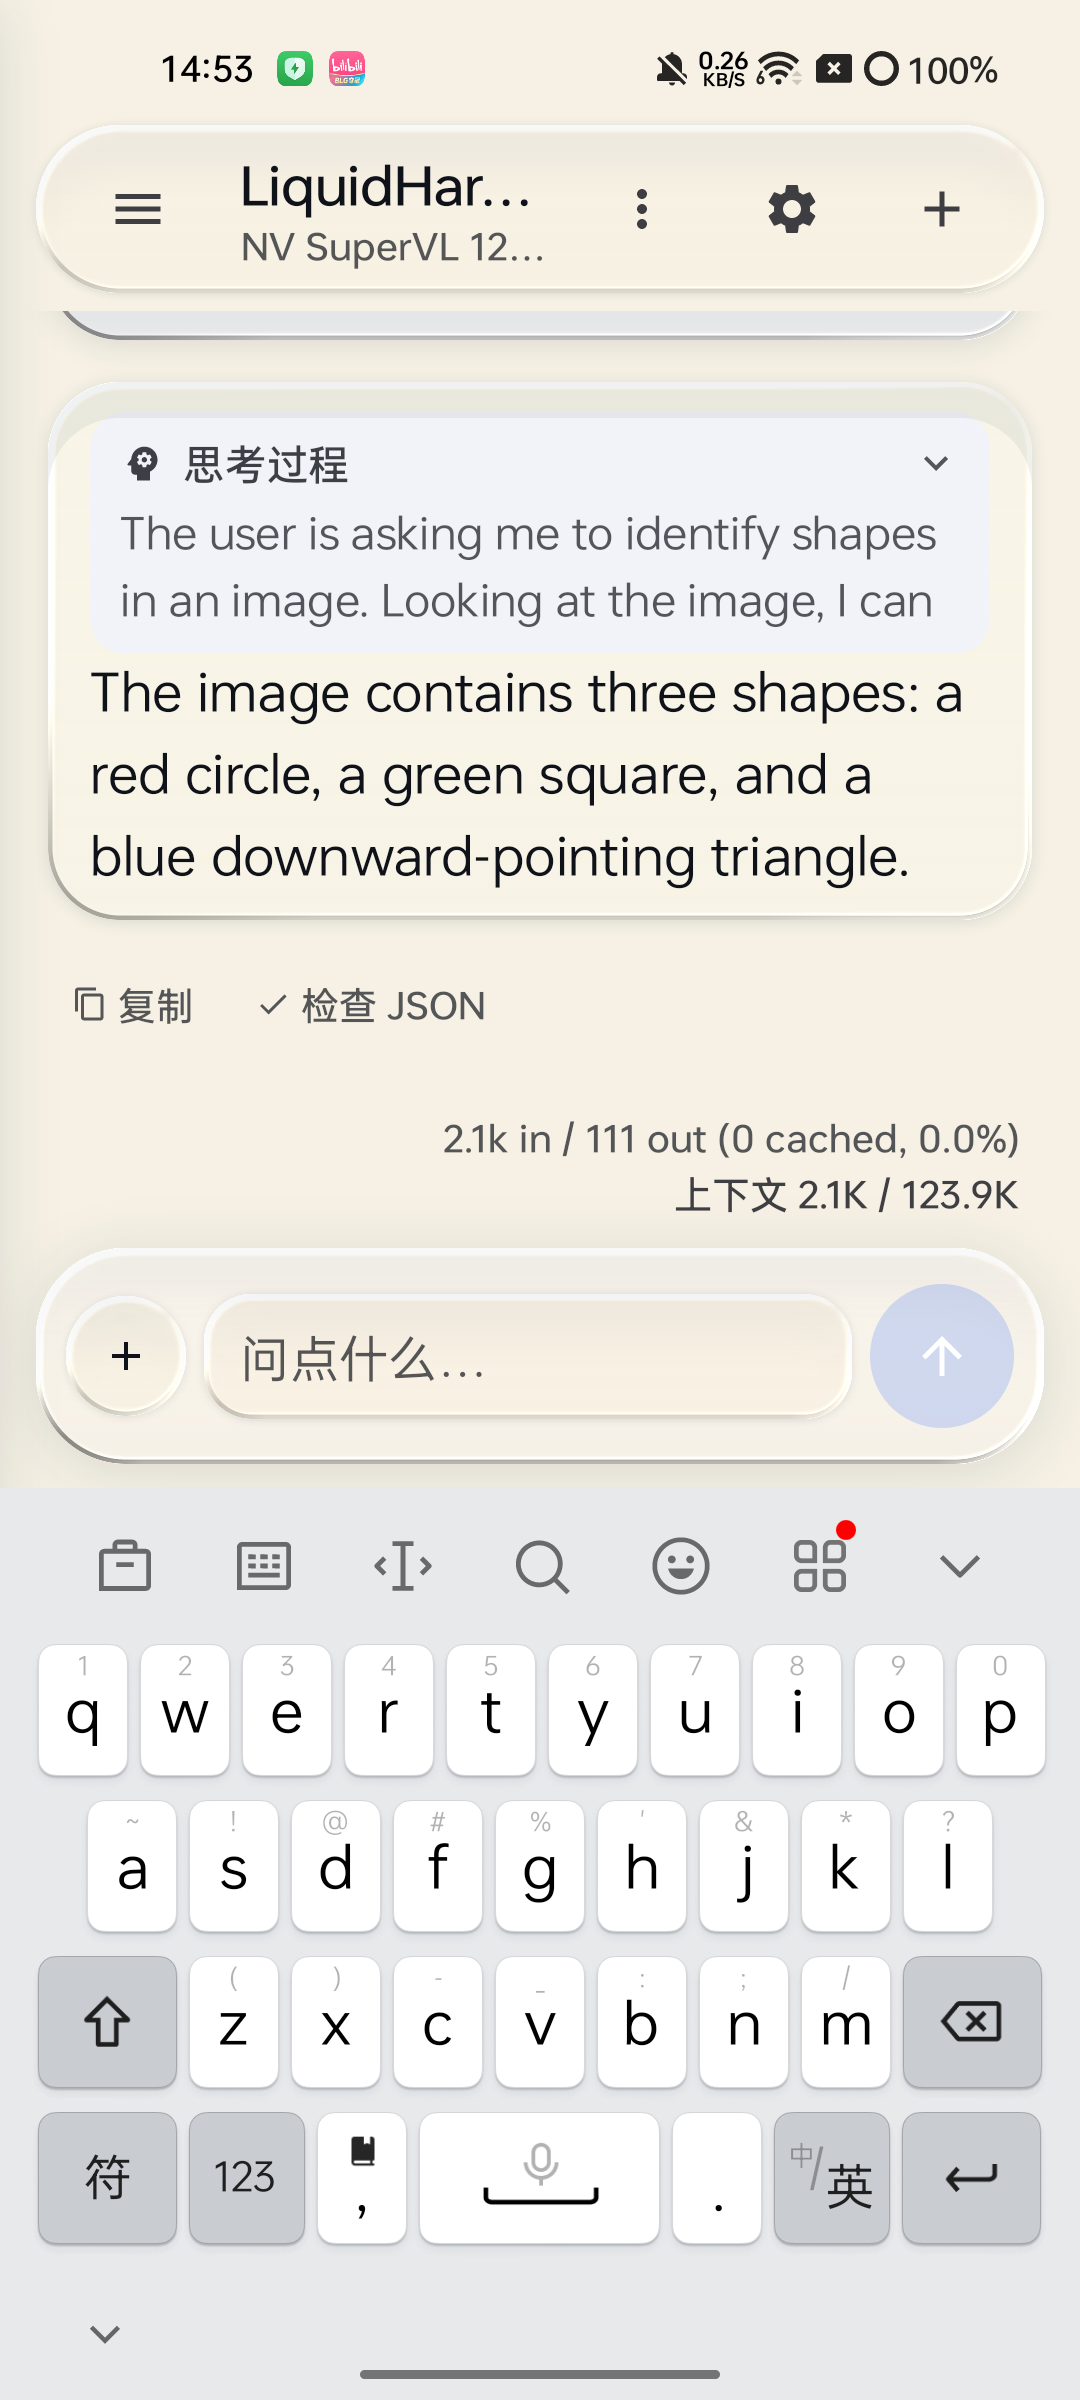 14:53
0.26
KB/S
6
100%
LiquidHar...
NV SuperVL 12...
思考过程
The user is asking me to identify shapes
in an image. Looking at the image, I can
The image contains three shapes: a
red circle, a green square, and a
blue downward-pointing triangle.
复制
检查 JSON
2.1k in / 111 out (0 cached, 0.0%)
上下文 2.1K / 123.9K
问点什么...
1 2 3 4 5 6 7 8 9 0
q w e r t y u i o p
~ ! @ # % ' & * ?
a s d f g h j k l
( ) - _ : ; /
z x c v b n m
符 123 , . 中/英